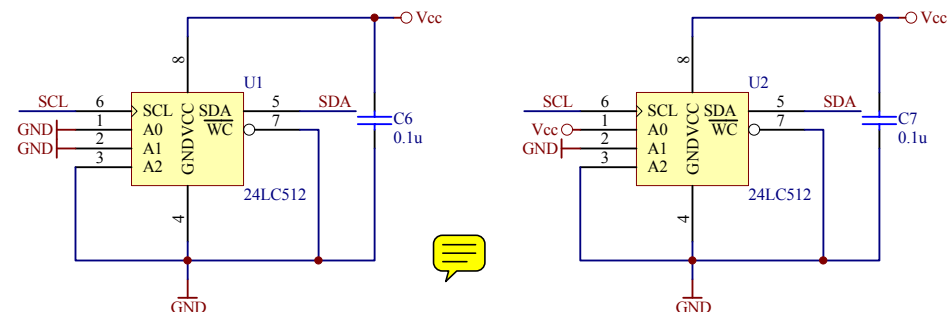 Vcc
8
U1
SCL 6 SCL SDA 5 SDA
GND 1 A0 WC 7
GND 2 A1
3 A2
GND VCC
C6
0.1u
24LC512
4
GND
Vcc
8
U2
SCL 6 SCL SDA 5 SDA
Vcc 1 A0 WC 7
GND 2 A1
3 A2
GND VCC
C7
0.1u
24LC512
4
GND